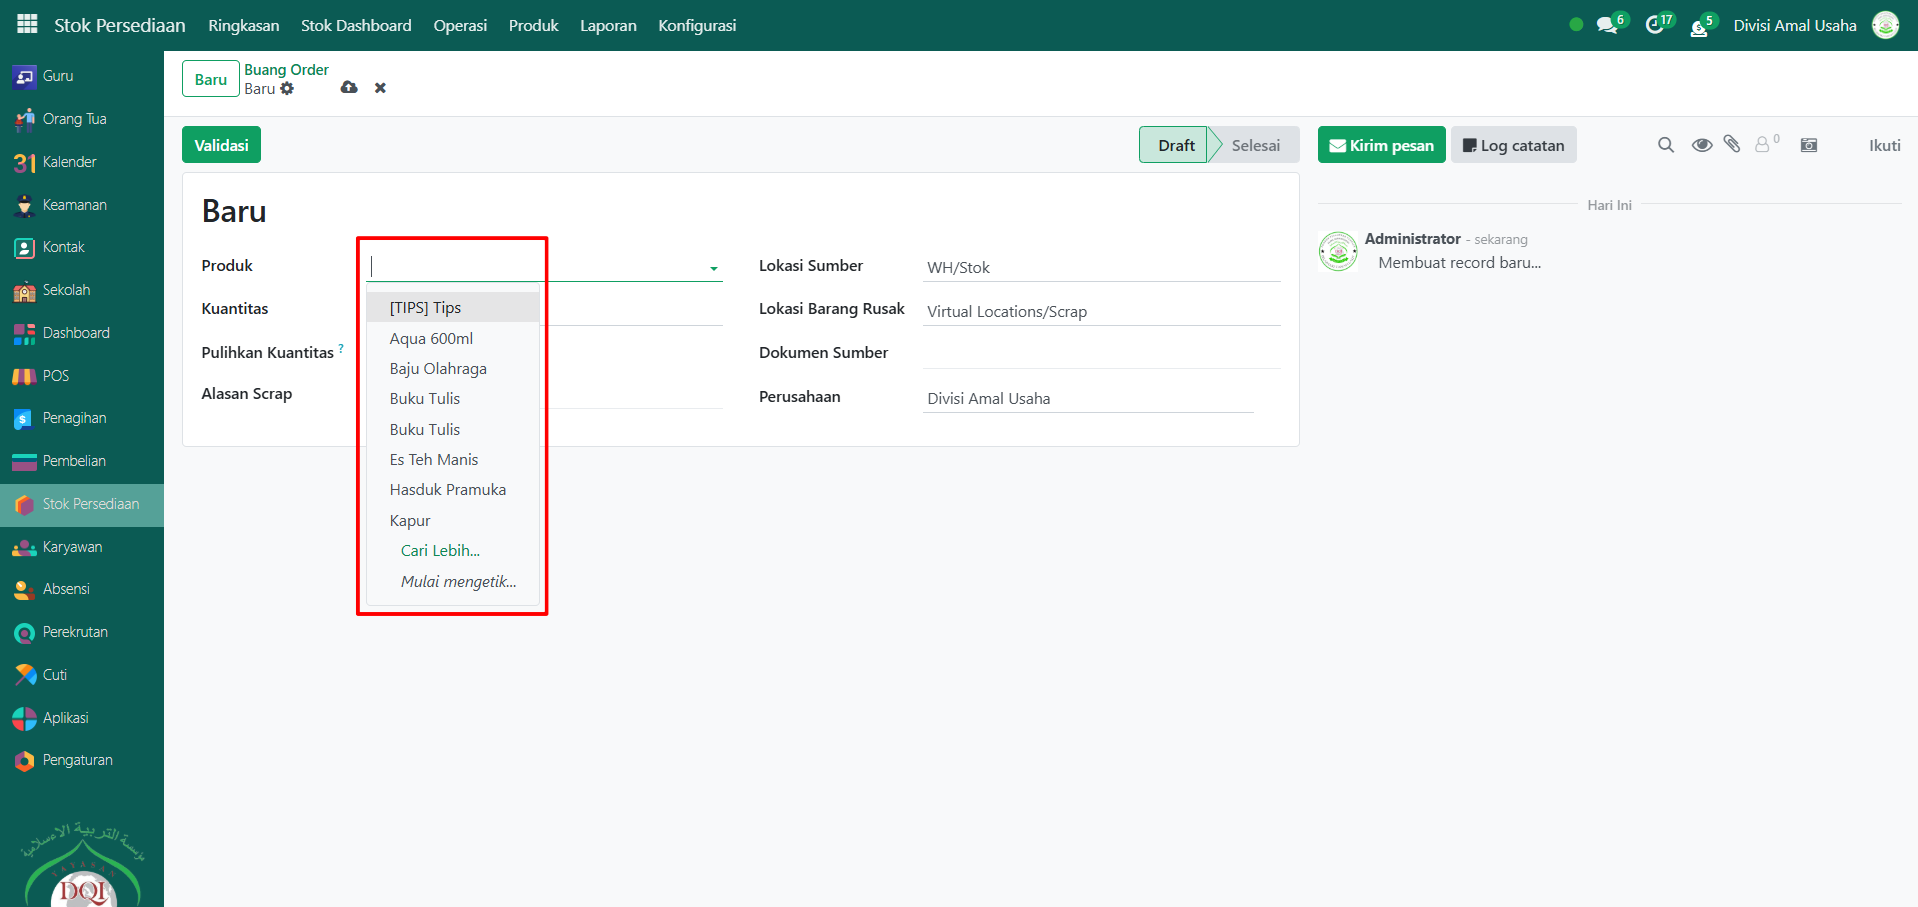 Stok Persediaan Ringkasan Stok Dashboard Operasi Produk Laporan Konfigurasi 6 17 5 Divisi Amal Usaha
Guru
Orang Tua
31 Kalender
Keamanan
Kontak
Sekolah
Dashboard
POS
Penagihan
Pembelian
Stok Persediaan
Karyawan
Absensi
Perekrutan
Cuti
Aplikasi
Pengaturan
مؤسسة التربية الإسلامية
YAYASAN
DQI
Baru
Buang Order
Baru
Validasi
Draft
Selesai
Kirim pesan
Log catatan
0
Ikuti
Baru
Produk
Kuantitas
Pulihkan Kuantitas ?
Alasan Scrap
[TIPS] Tips
Aqua 600ml
Baju Olahraga
Buku Tulis
Buku Tulis
Es Teh Manis
Hasduk Pramuka
Kapur
Cari Lebih...
Mulai mengetik...
Lokasi Sumber WH/Stok
Lokasi Barang Rusak Virtual Locations/Scrap
Dokumen Sumber
Perusahaan Divisi Amal Usaha
Hari Ini
Administrator - sekarang
Membuat record baru...